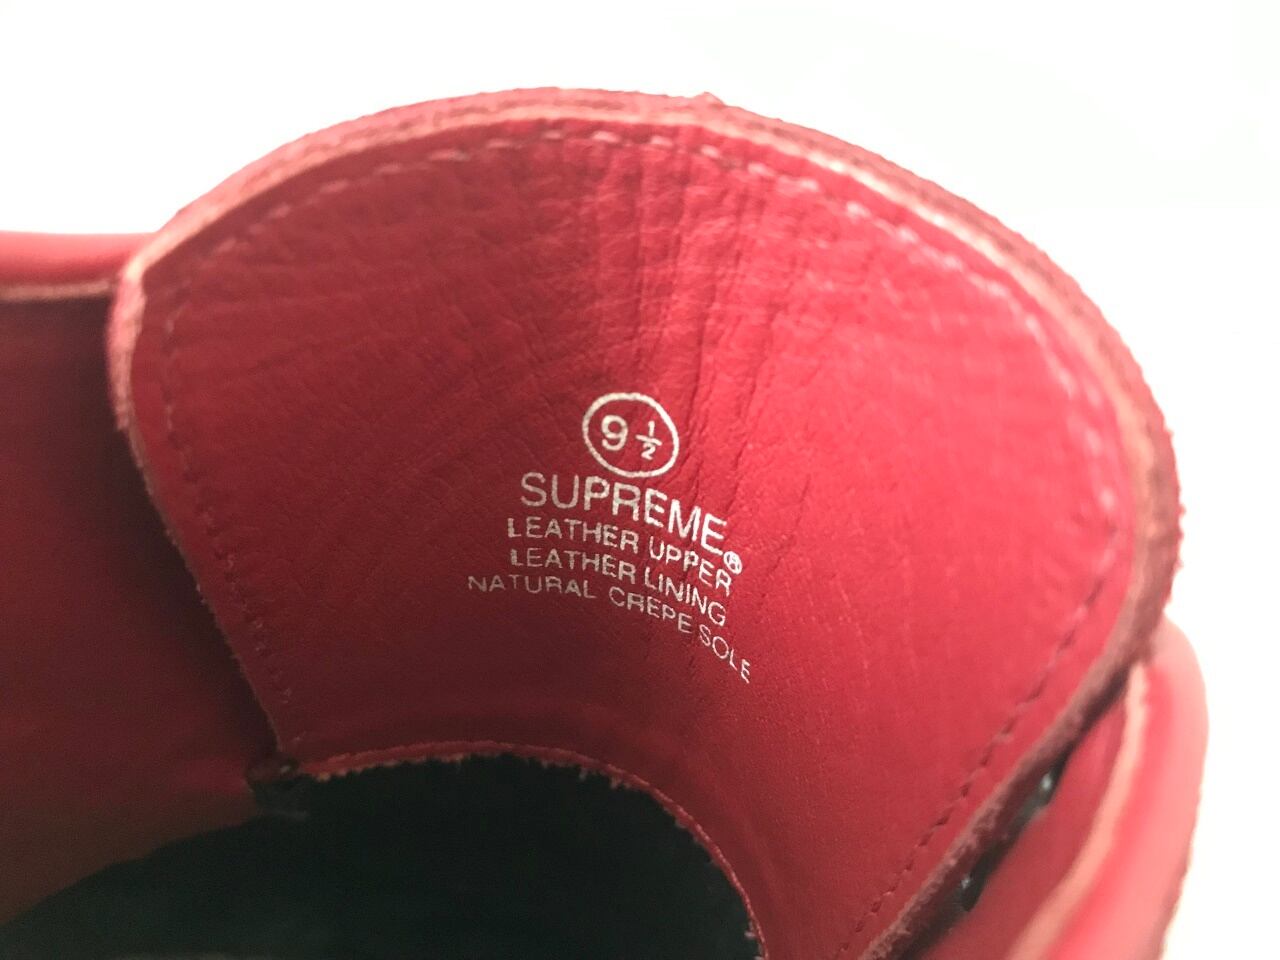 9 ½
SUPREME®
LEATHER UPPER
LEATHER LINING
NATURAL CREPE SOLE